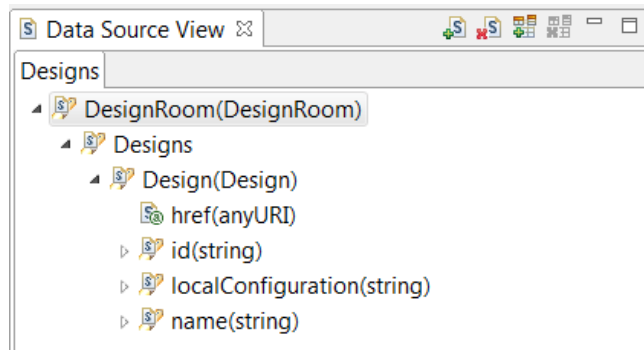 Data Source View
Designs
DesignRoom(DesignRoom)
Designs
Design(Design)
href(anyURI)
id(string)
localConfiguration(string)
name(string)